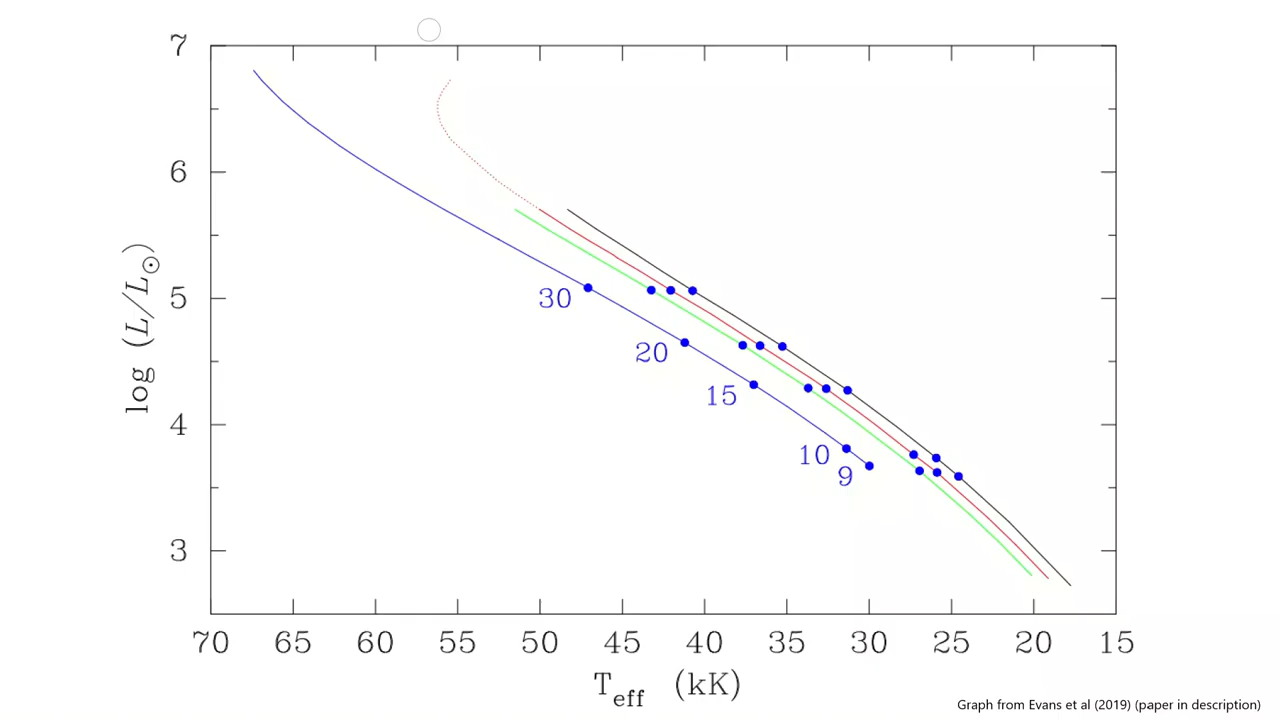 7
6
5
4
3
log (L/L☉)
30
20
15
10
9
70 65 60 55 50 45 40 35 30 25 20 15
Teff (kK)
Graph from Evans et al (2019) (paper in description)